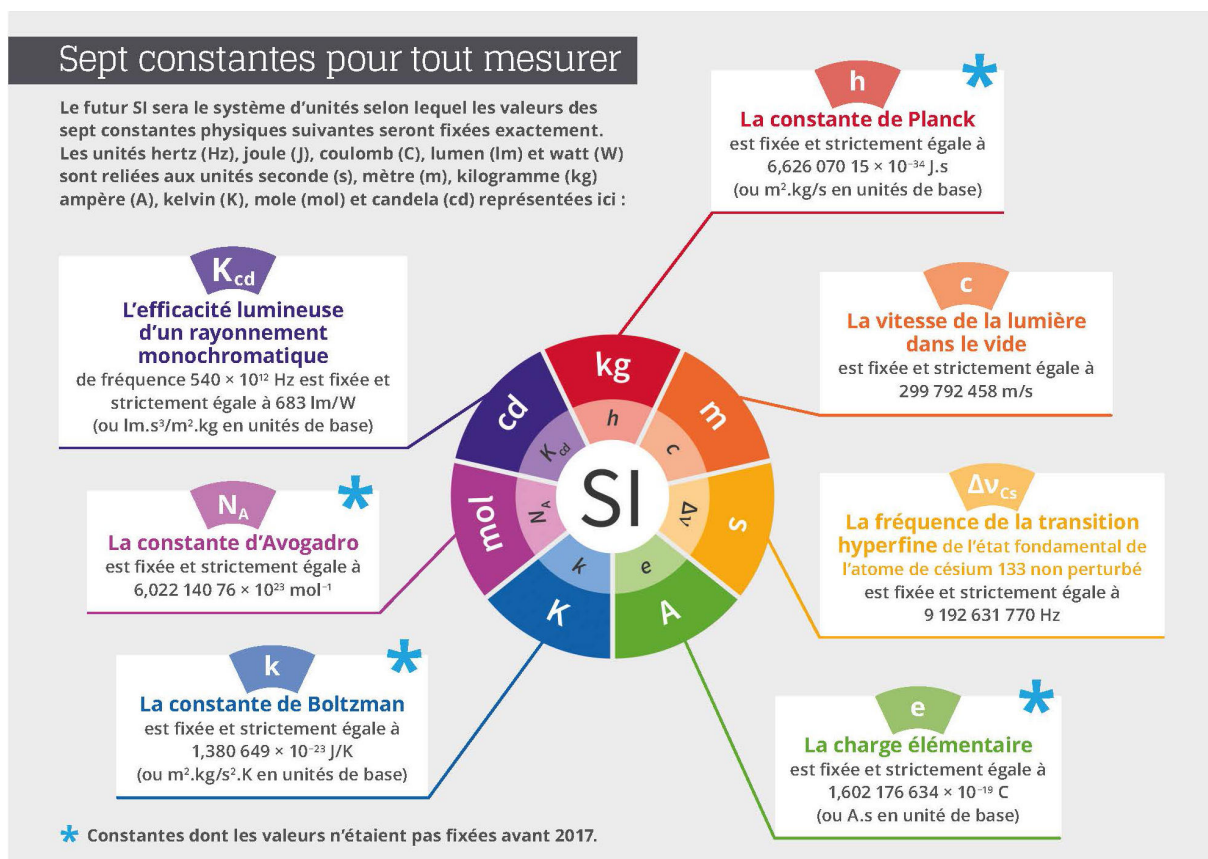 Sept constantes pour tout mesurer
Le futur SI sera le système d'unités selon lequel les valeurs des
sept constantes physiques suivantes seront fixées exactement.
Les unités hertz (Hz), joule (J), coulomb (C), lumen (lm) et watt (W)
sont reliées aux unités seconde (s), mètre (m), kilogramme (kg)
ampère (A), kelvin (K), mole (mol) et candela (cd) représentées ici :
h
*
La constante de Planck
est fixée et strictement égale à
6,626 070 15 × 10⁻³⁴ J.s
(ou m².kg/s en unités de base)
K_cd
L'efficacité lumineuse
d'un rayonnement
monochromatique
de fréquence 540 × 10¹² Hz est fixée et
strictement égale à 683 lm/W
(ou lm.s³/m².kg en unités de base)
c
La vitesse de la lumière
dans le vide
est fixée et strictement égale à
299 792 458 m/s
kg
m
s
A
K
mol
cd
h
c
Δν
e
k
N_A
K_cd
SI
N_A
*
La constante d'Avogadro
est fixée et strictement égale à
6,022 140 76 × 10²³ mol⁻¹
Δν_Cs
La fréquence de la transition
hyperfine de l'état fondamental de
l'atome de césium 133 non perturbé
est fixée et strictement égale à
9 192 631 770 Hz
k
*
La constante de Boltzman
est fixée et strictement égale à
1,380 649 × 10⁻²³ J/K
(ou m².kg/s².K en unités de base)
e
*
La charge élémentaire
est fixée et strictement égale à
1,602 176 634 × 10⁻¹⁹ C
(ou A.s en unité de base)
* Constantes dont les valeurs n'étaient pas fixées avant 2017.